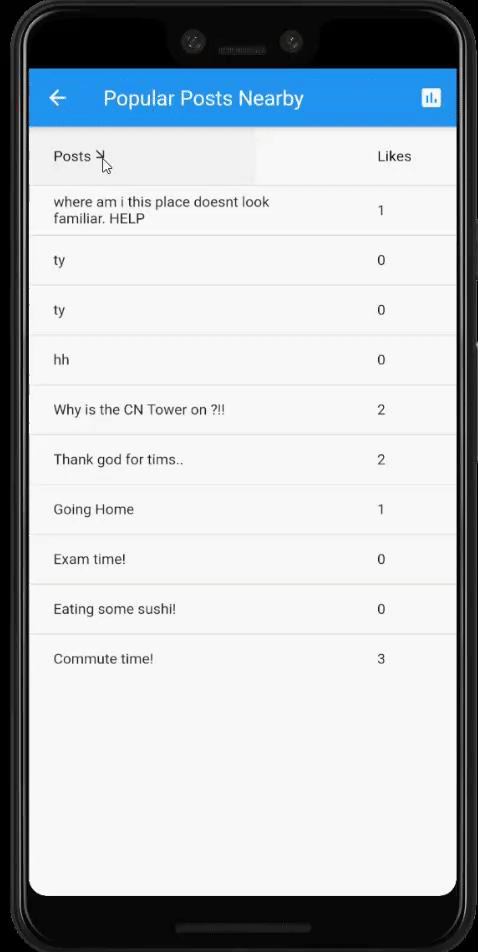 Popular Posts Nearby
Posts Likes
where am i this place doesnt look
familiar. HELP 1
ty 0
ty 0
hh 0
Why is the CN Tower on ?!! 2
Thank god for tims.. 2
Going Home 1
Exam time! 0
Eating some sushi! 0
Commute time! 3